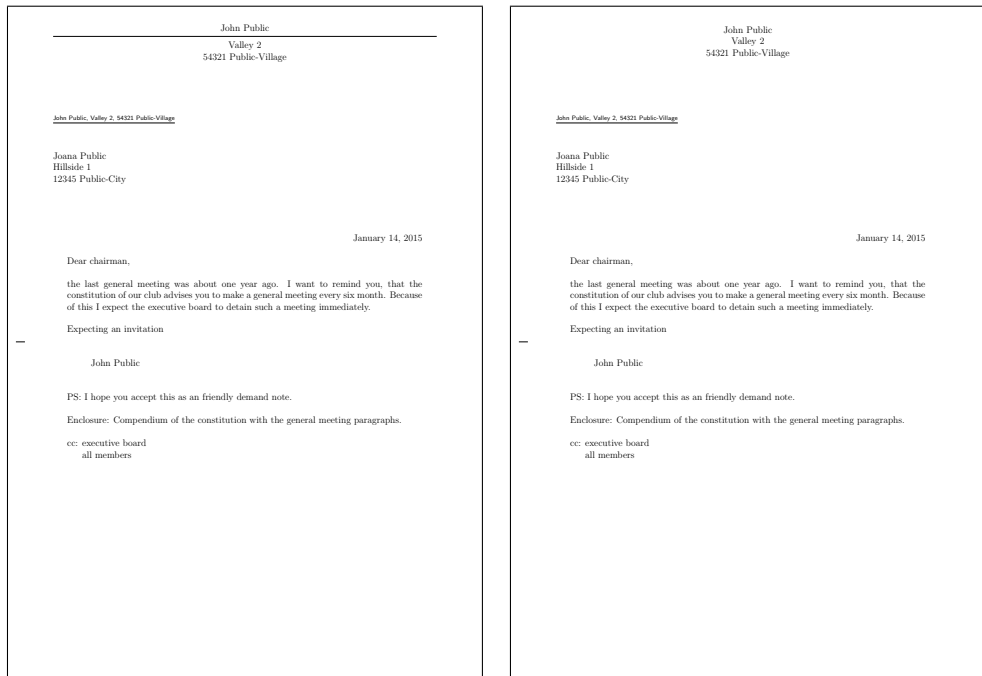 John Public
Valley 2
54321 Public-Village
John Public, Valley 2, 54321 Public-Village
Joana Public
Hillside 1
12345 Public-City
January 14, 2015
Dear chairman,
the last general meeting was about one year ago. I want to remind you, that the
constitution of our club advises you to make a general meeting every six month. Because
of this I expect the executive board to detain such a meeting immediately.
Expecting an invitation
John Public
PS: I hope you accept this as an friendly demand note.
Enclosure: Compendium of the constitution with the general meeting paragraphs.
cc: executive board
all members
John Public
Valley 2
54321 Public-Village
John Public, Valley 2, 54321 Public-Village
Joana Public
Hillside 1
12345 Public-City
January 14, 2015
Dear chairman,
the last general meeting was about one year ago. I want to remind you, that the
constitution of our club advises you to make a general meeting every six month. Because
of this I expect the executive board to detain such a meeting immediately.
Expecting an invitation
John Public
PS: I hope you accept this as an friendly demand note.
Enclosure: Compendium of the constitution with the general meeting paragraphs.
cc: executive board
all members